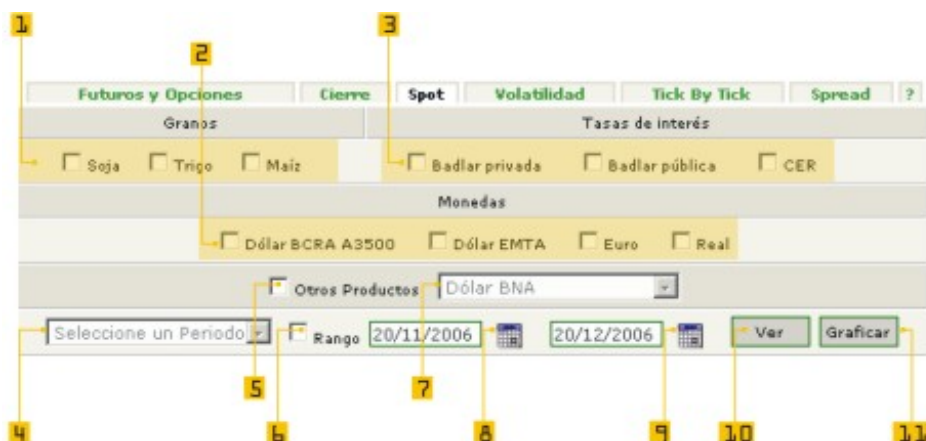 1
3
2
Futuros y Opciones Cierre Spot Volatilidad Tick By Tick Spread ?
Granos Tasas de interés
Soja Trigo Maíz Badlar privada Badlar pública CER
Monedas
Dólar BCRA A3500 Dólar EMTA Euro Real
Otros Productos Dólar BNA
Seleccione un Periodo Rango 20/11/2006 20/12/2006 Ver Graficar
5 7
4 6 8 9 10 11